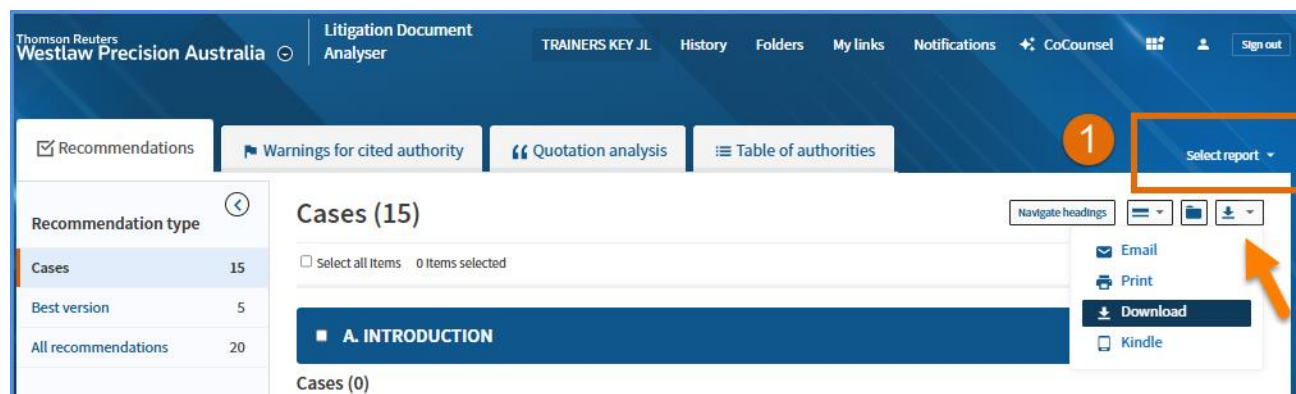 Thomson Reuters
Westlaw Precision Australia
Litigation Document
Analyser
TRAINERS KEY JL
History
Folders
My links
Notifications
CoCounsel
Sign out
Recommendations
Warnings for cited authority
Quotation analysis
Table of authorities
1
Select report
Recommendation type
Cases 15
Best version 5
All recommendations 20
Cases (15)
Navigate headings
Select all Items 0 Items selected
Email
Print
Download
Kindle
A. INTRODUCTION
Cases (0)